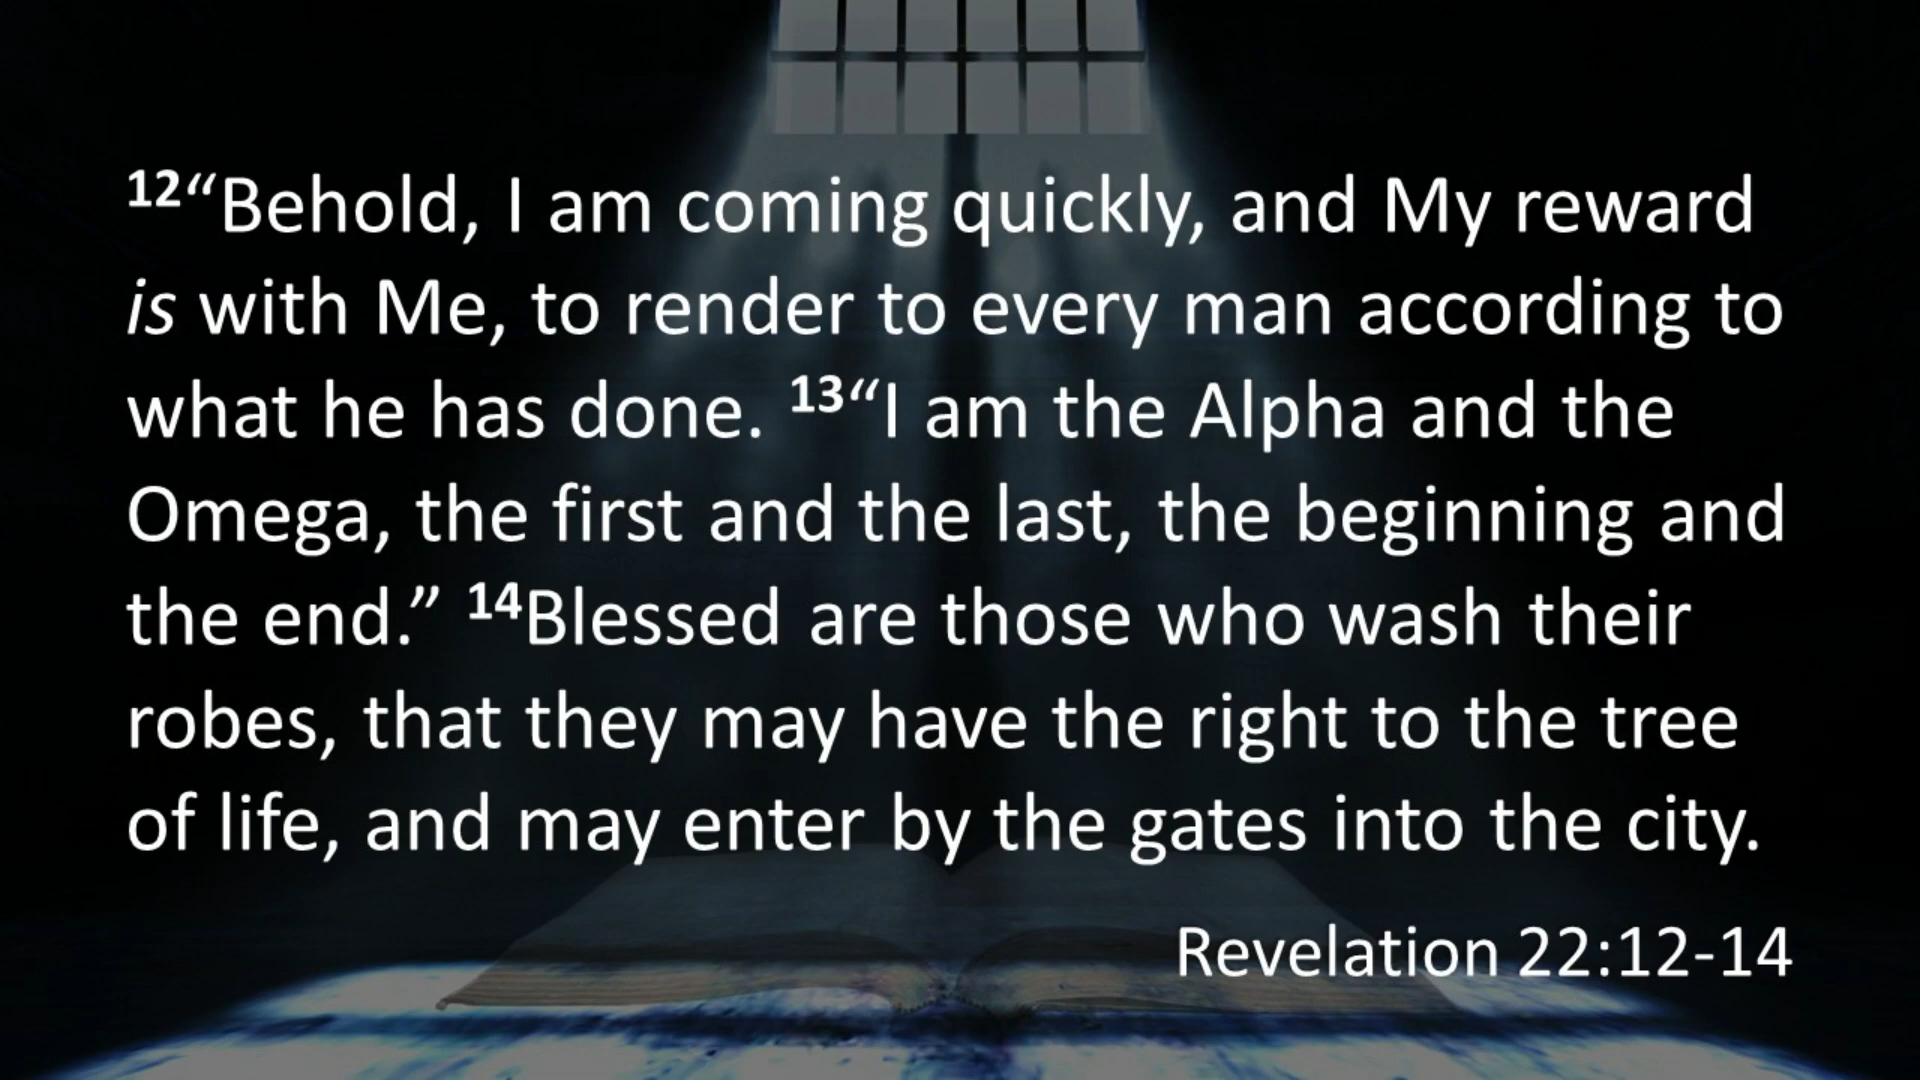 12“Behold, I am coming quickly, and My reward
is with Me, to render to every man according to
what he has done. 13“I am the Alpha and the
Omega, the first and the last, the beginning and
the end.” 14Blessed are those who wash their
robes, that they may have the right to the tree
of life, and may enter by the gates into the city.
Revelation 22:12-14